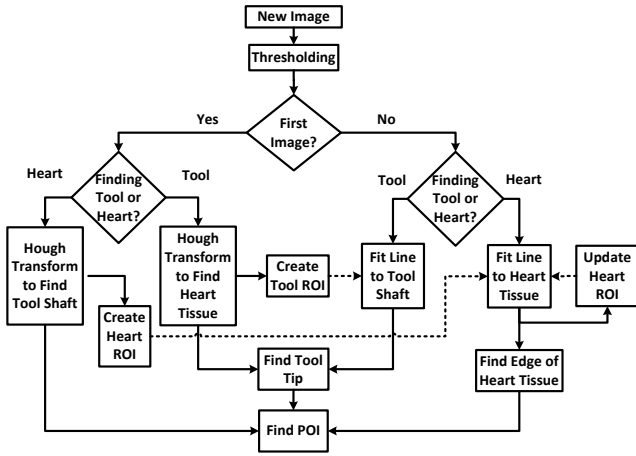 New Image
Thresholding
First
Image?
Yes
No
Heart
Finding
Tool or
Heart?
Tool
Tool
Finding
Tool or
Heart?
Heart
Hough
Transform
to Find
Tool Shaft
Hough
Transform
to Find
Heart
Tissue
Create
Tool ROI
Fit Line
to Tool
Shaft
Fit Line
to Heart
Tissue
Update
Heart
ROI
Create
Heart
ROI
Find Tool
Tip
Find Edge of
Heart Tissue
Find POI